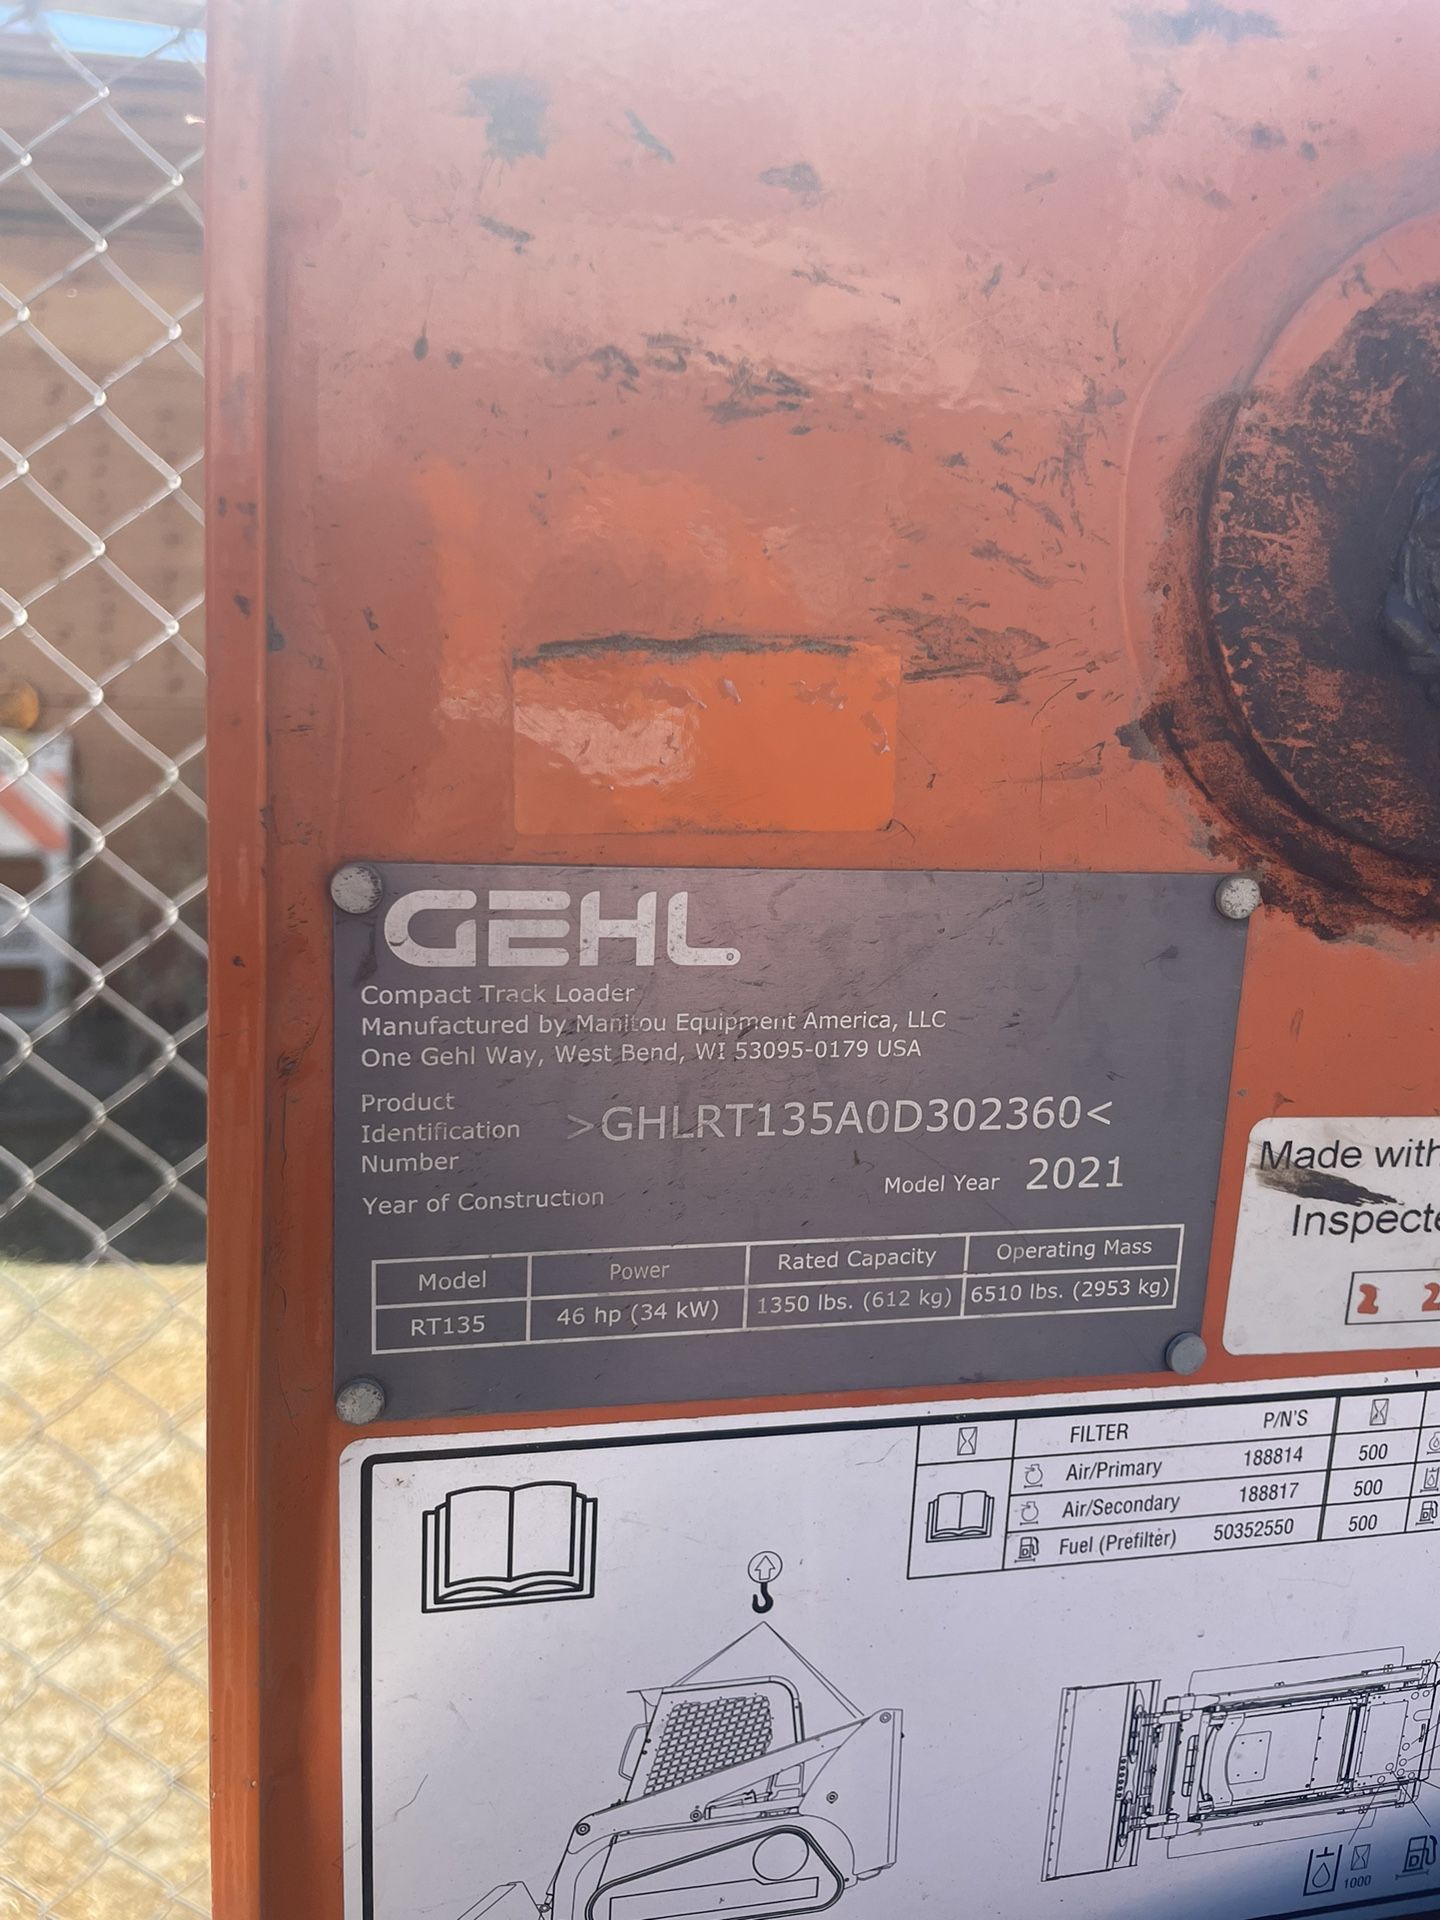 GEHL®
Compact Track Loader
Manufactured by Manitou Equipment America, LLC
One Gehl Way, West Bend, WI 53095-0179 USA
Product
Identification >GHLRT135A0D302360<
Number
Year of Construction Model Year 2021
Model Power Rated Capacity Operating Mass
RT135 46 hp (34 kW) 1350 lbs. (612 kg) 6510 lbs. (2953 kg)
Made with
Inspecte
2 2
FILTER P/N'S
Air/Primary 188814 500
Air/Secondary 188817 500
Fuel (Prefilter) 50352550 500
1000